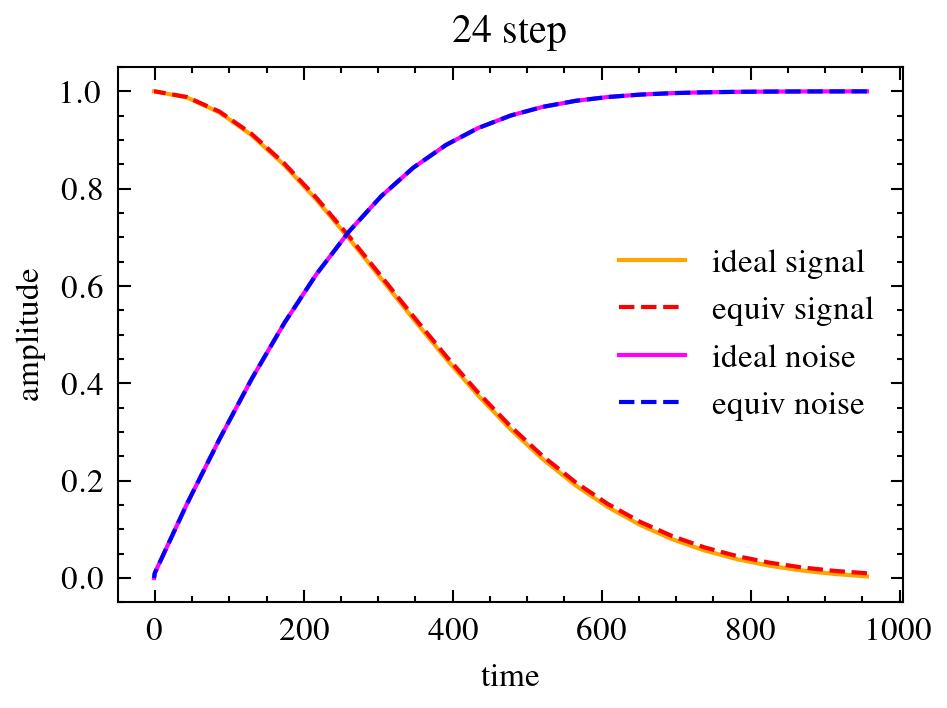 24 step
1.0
0.8
0.6
0.4
0.2
0.0
amplitude
ideal signal
equiv signal
ideal noise
equiv noise
0 200 400 600 800 1000
time